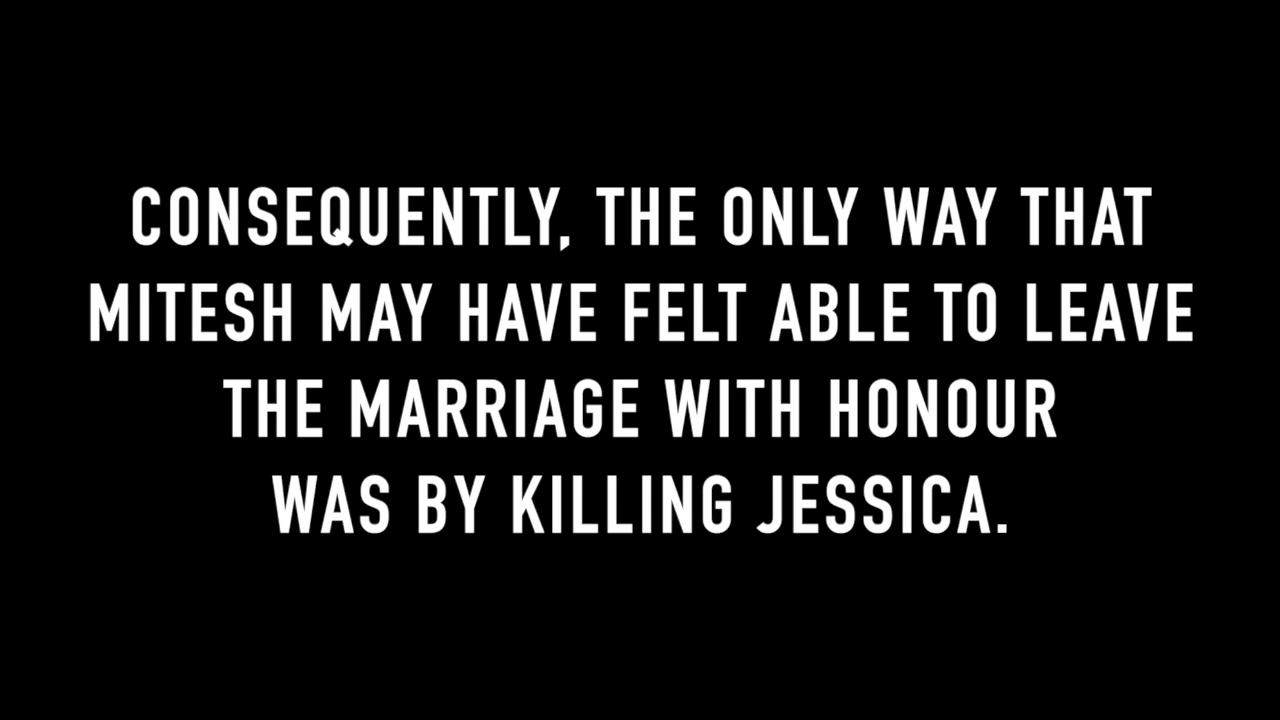 CONSEQUENTLY, THE ONLY WAY THAT
MITESH MAY HAVE FELT ABLE TO LEAVE
THE MARRIAGE WITH HONOUR
WAS BY KILLING JESSICA.